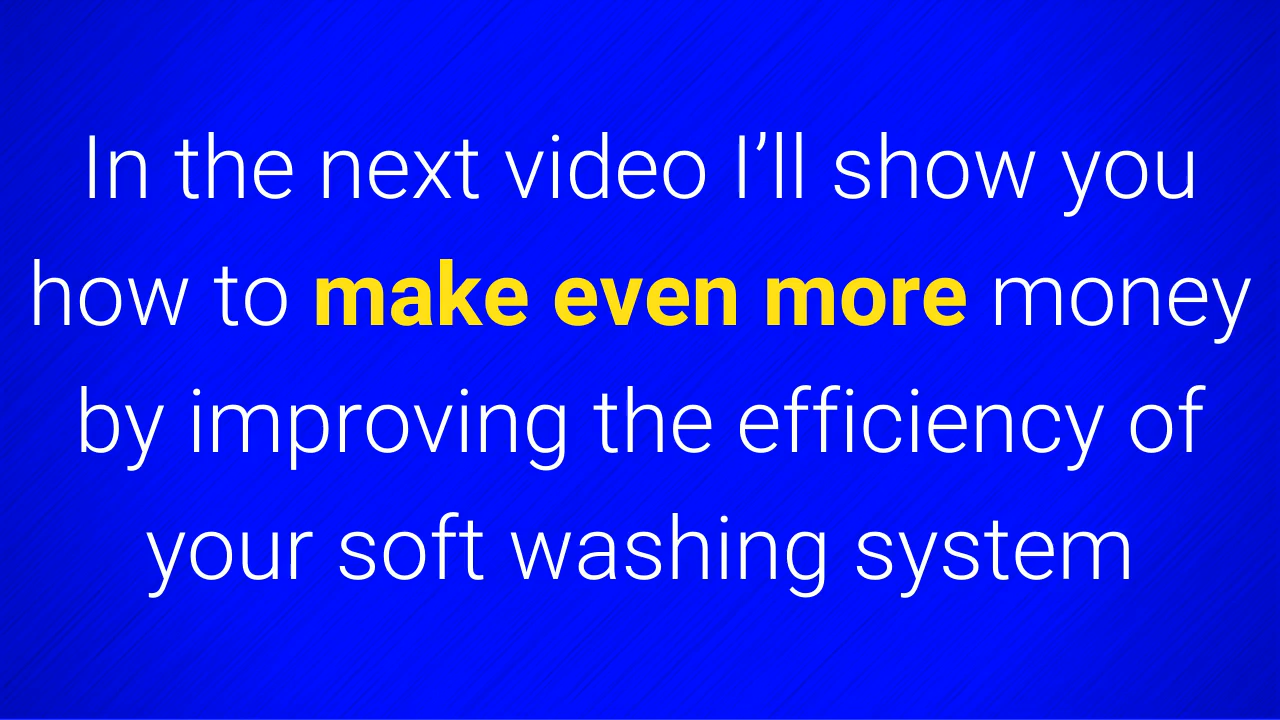 In the next video I’ll show you
how to make even more money
by improving the efficiency of
your soft washing system